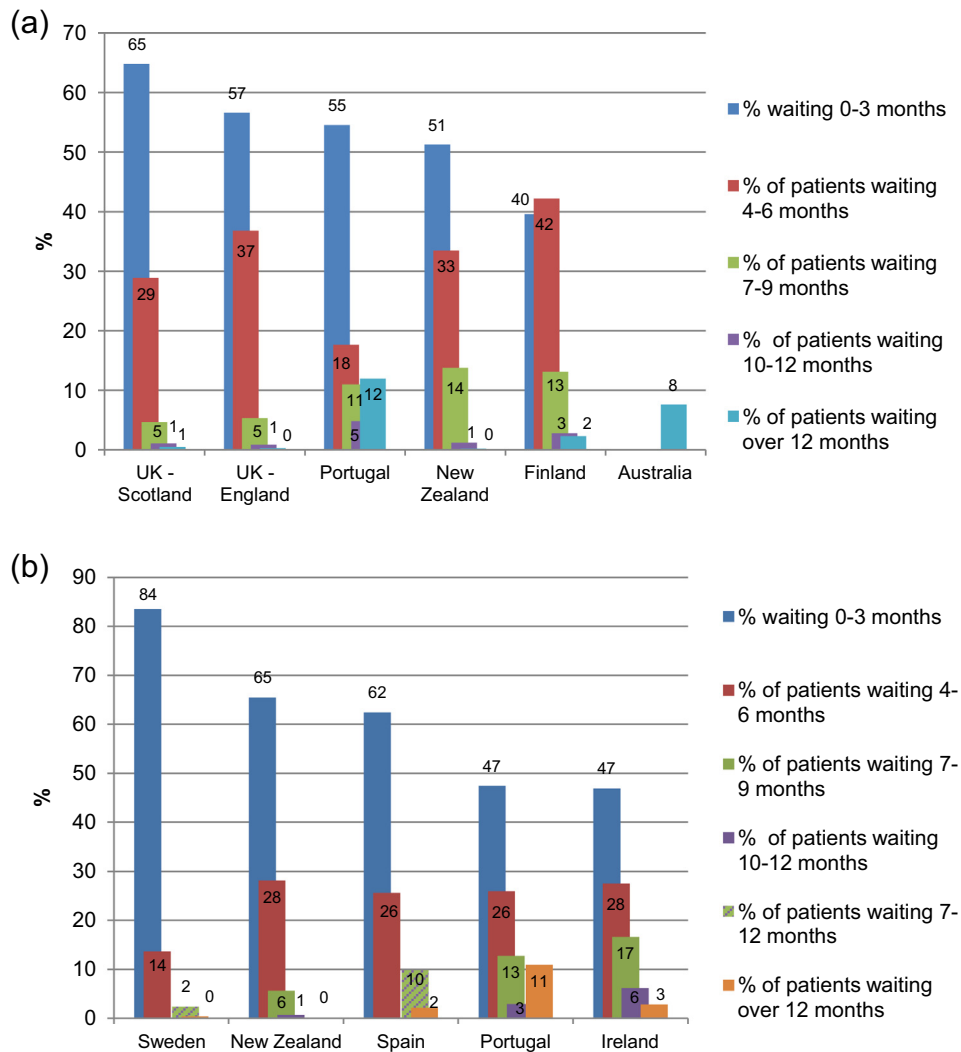 (a)
70
60
50
40
30
20
10
0
%
65
29
5
1
1
57
37
5
1
0
55
18
11
5
12
51
33
14
1
0
40
42
13
3
2
8
UK -
Scotland
UK -
England
Portugal
New
Zealand
Finland
Australia
% waiting 0-3 months
% of patients waiting
4-6 months
% of patients waiting
7-9 months
%  of patients waiting
10-12 months
% of patients waiting
over 12 months
(b)
90
80
70
60
50
40
30
20
10
0
%
84
14
2
0
65
28
6
1
0
62
26
10
2
47
26
13
3
11
47
28
17
6
3
Sweden
New Zealand
Spain
Portugal
Ireland
% waiting 0-3 months
% of patients waiting 4-
6 months
% of patients waiting 7-
9 months
%  of patients waiting
10-12 months
% of patients waiting 7-
12 months
% of patients waiting
over 12 months